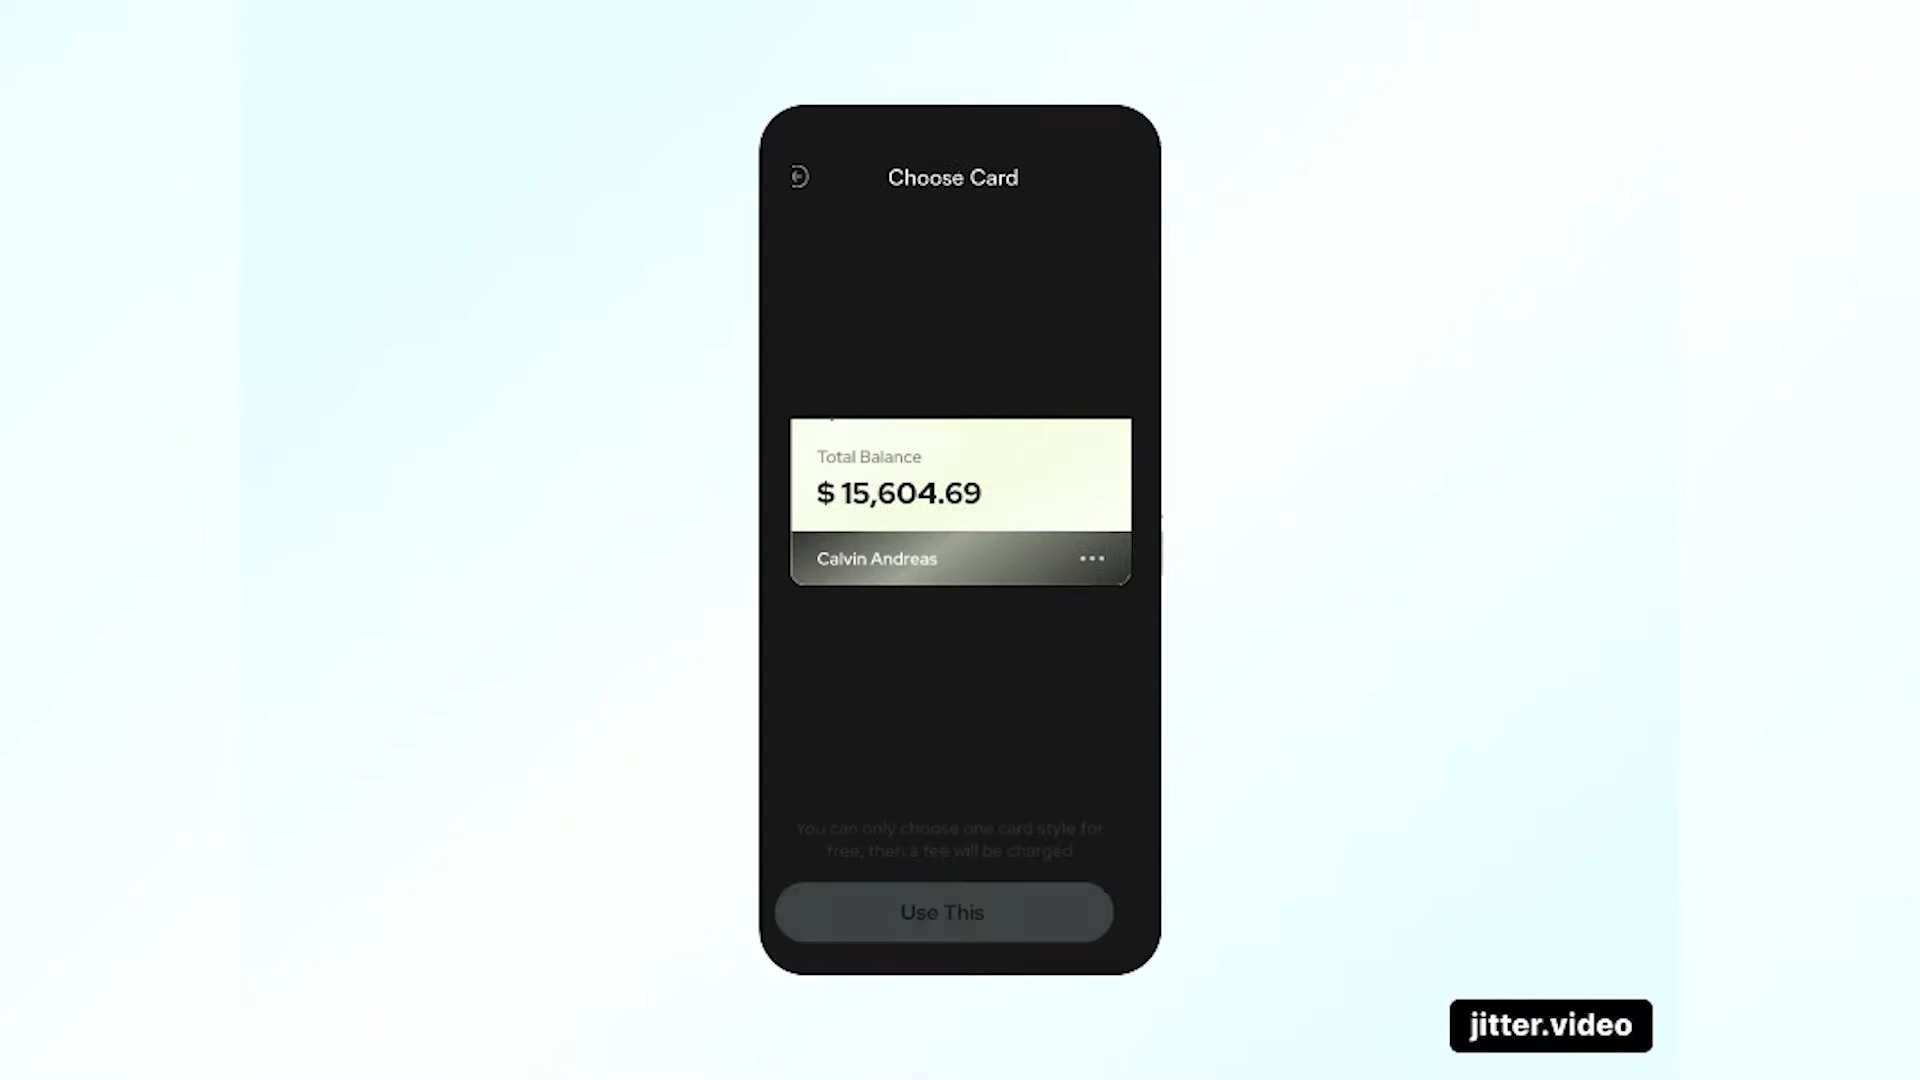 Choose Card
Total Balance
$ 15,604.69
Calvin Andreas
You can only choose one card style for
free, then a fee will be charged
Use This
jitter.video